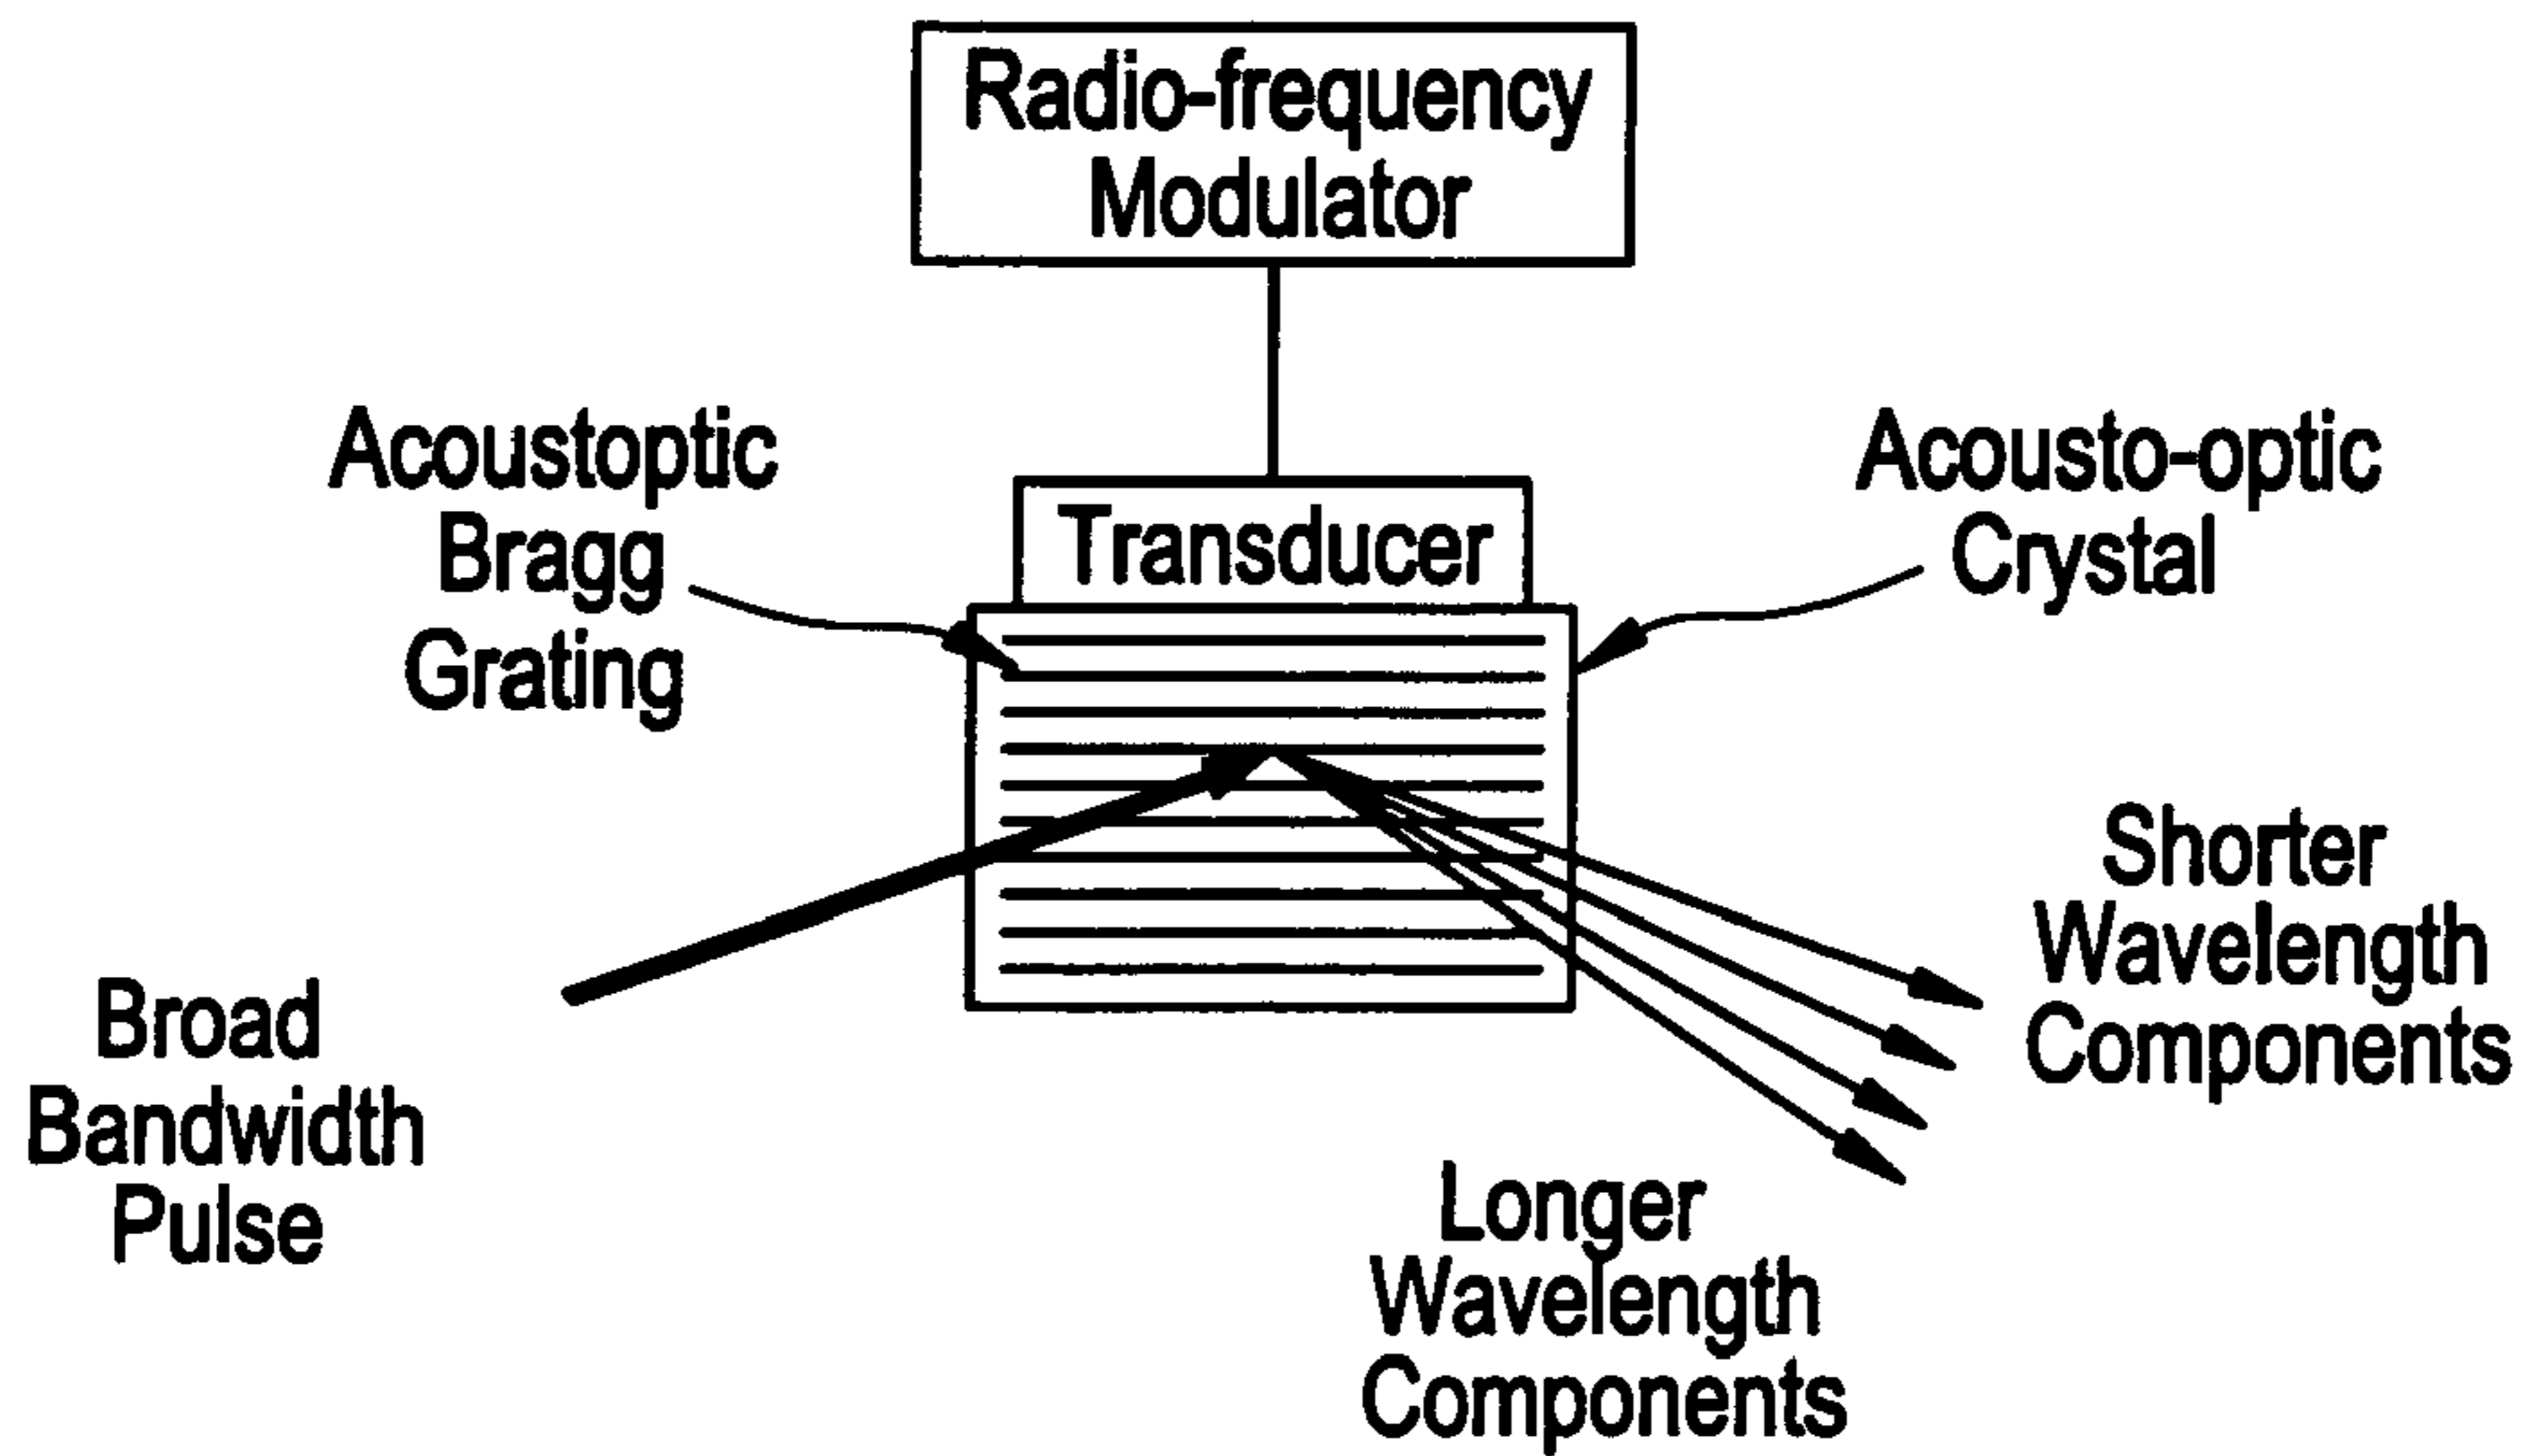 Radio-frequency
Modulator
Acoustoptic
Bragg
Grating
Transducer
Acousto-optic
Crystal
Broad
Bandwidth
Pulse
Shorter
Wavelength
Components
Longer
Wavelength
Components